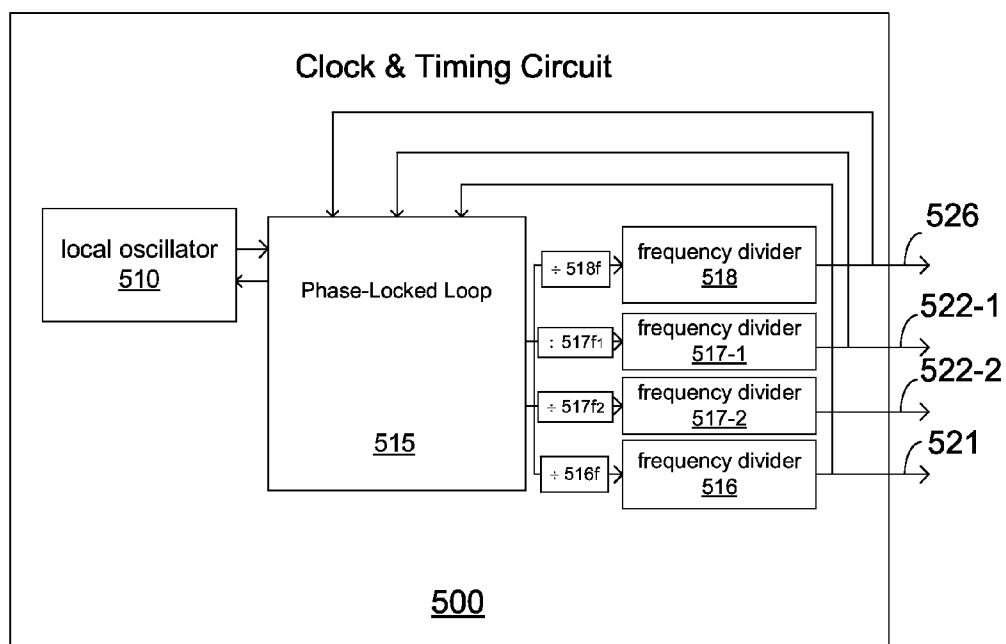 Clock & Timing Circuit
local oscillator
510
Phase-Locked Loop
515
÷ 518f
frequency divider
518
: 517f1
frequency divider
517-1
÷ 517f2
frequency divider
517-2
÷ 516f
frequency divider
516
526
522-1
522-2
521
500